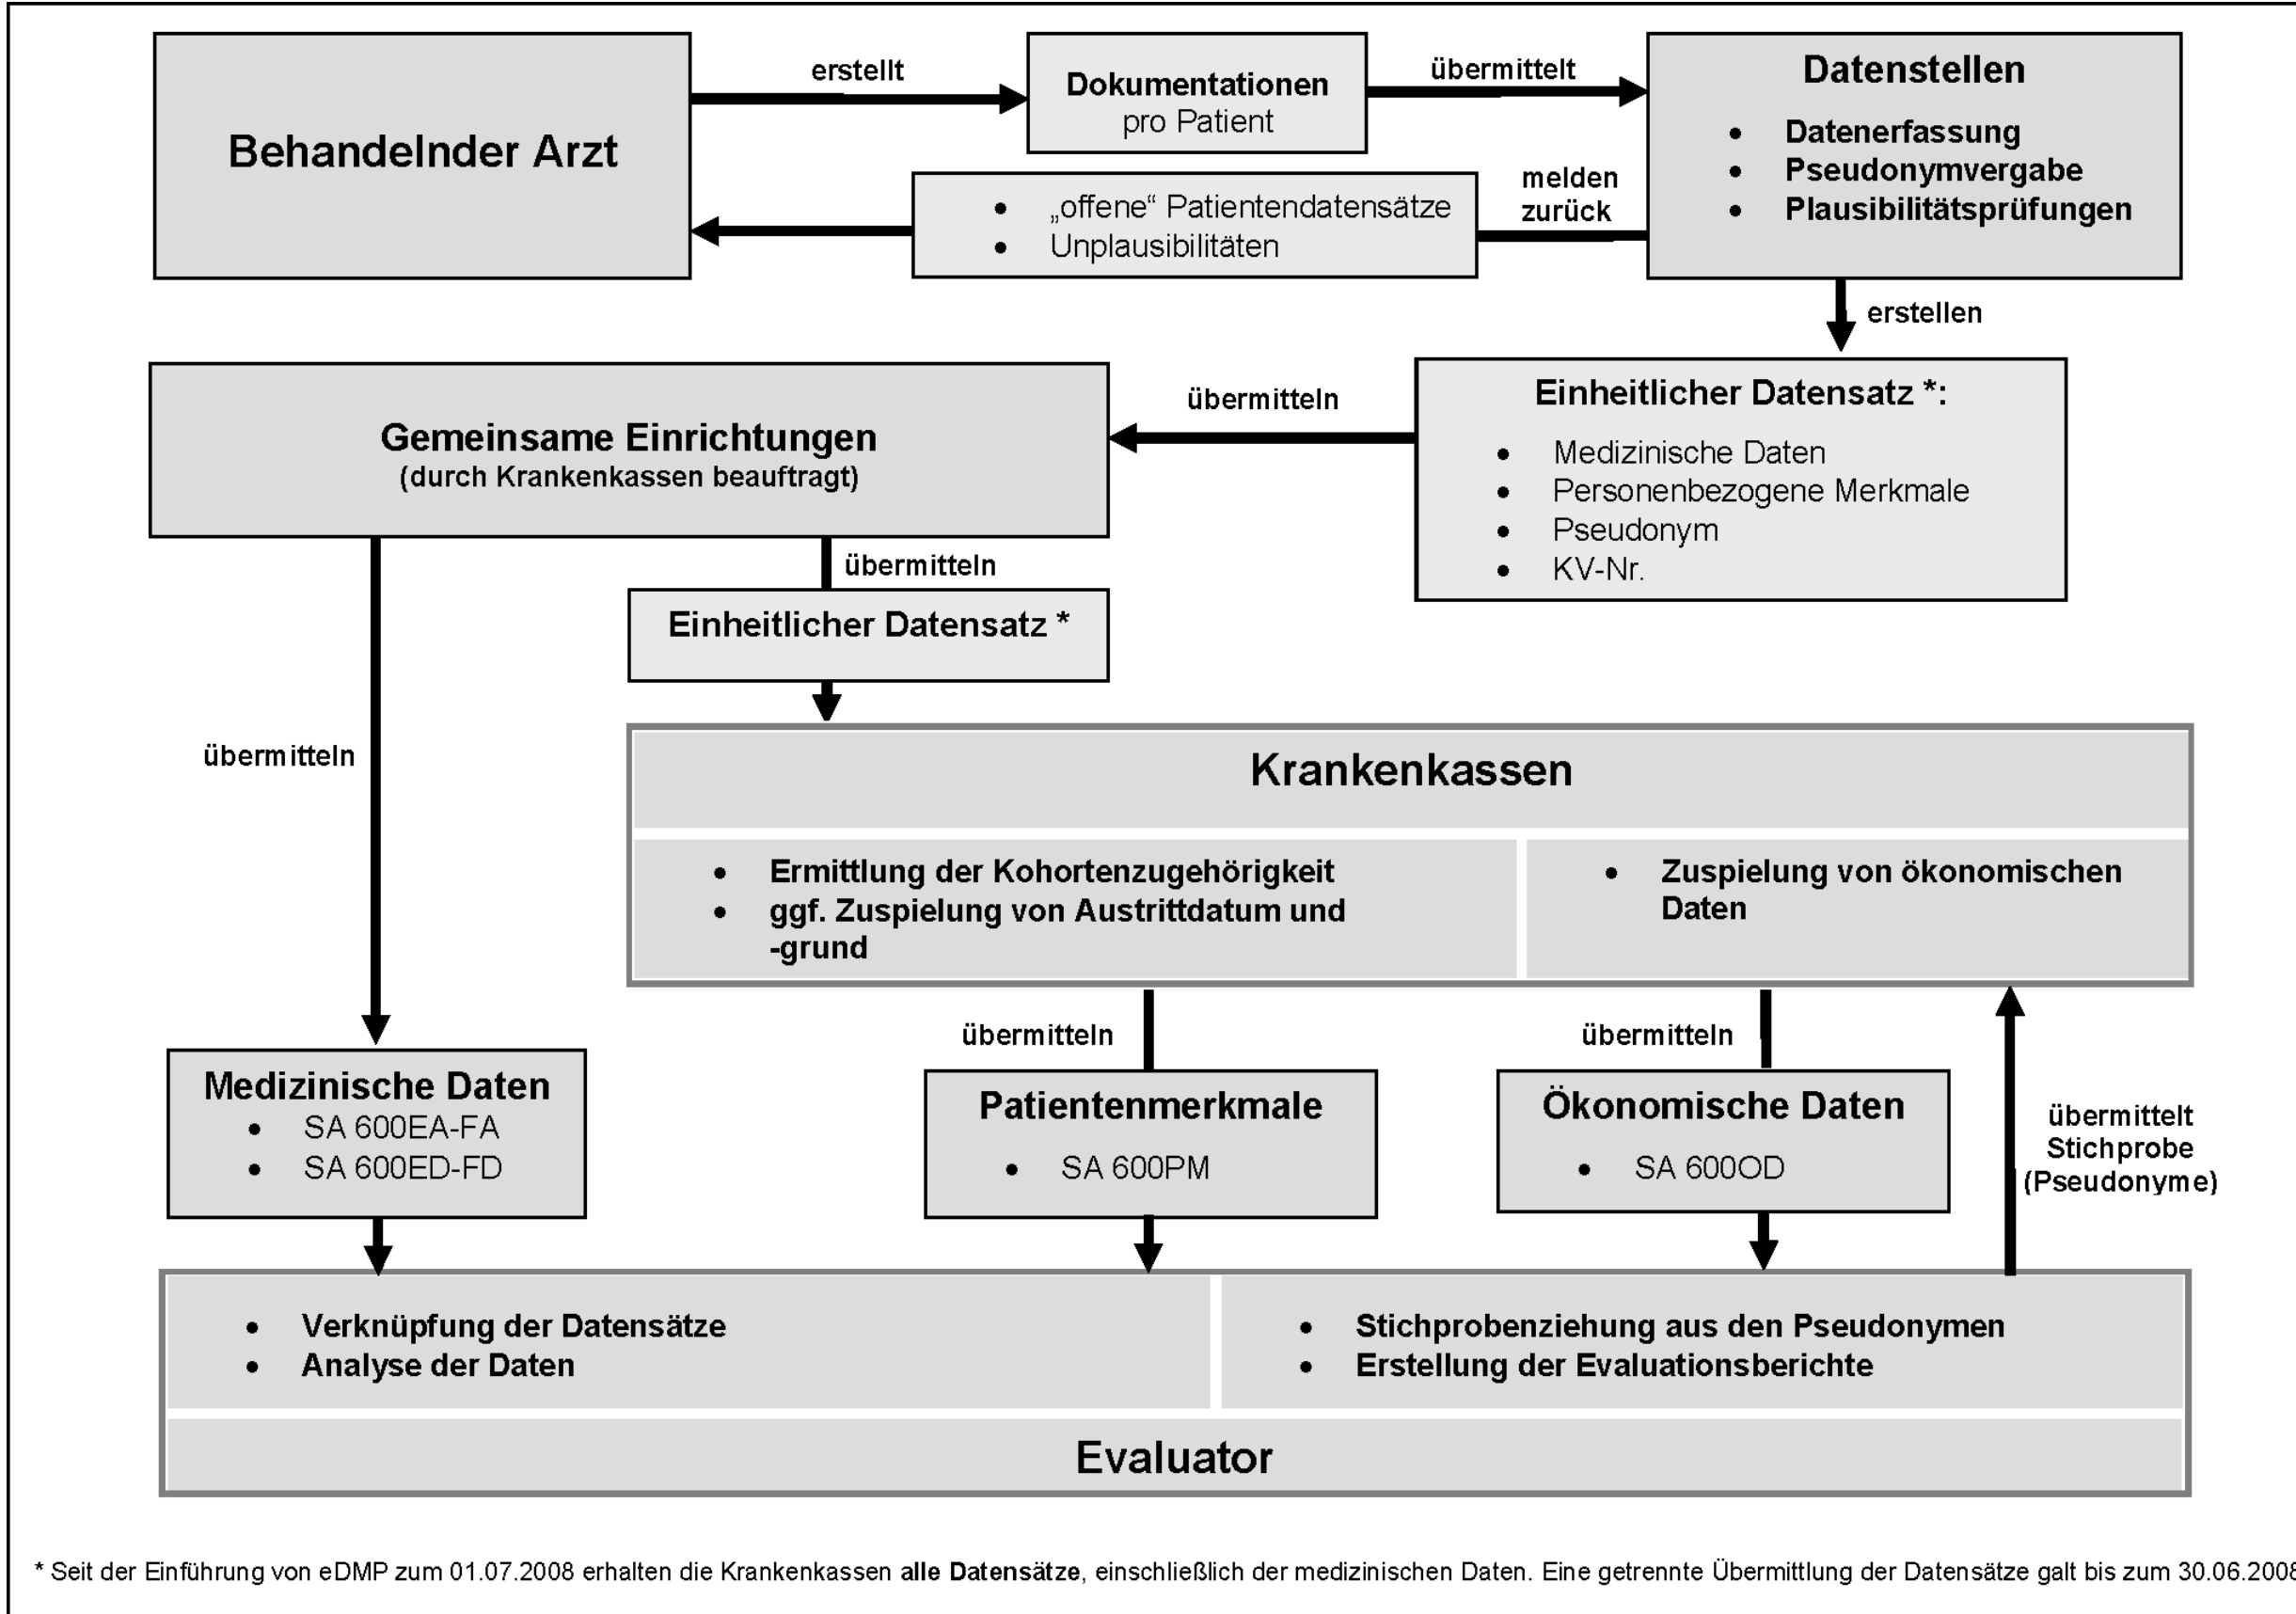 Behandelnder Arzt
erstellt
Dokumentationen
pro Patient
übermittelt
Datenstellen
• Datenerfassung
• Pseudonymvergabe
• Plausibilitätsprüfungen
melden
zurück
• „offene“ Patientendatensätze
• Unplausibilitäten
erstellen
Einheitlicher Datensatz *:
• Medizinische Daten
• Personenbezogene Merkmale
• Pseudonym
• KV-Nr.
übermitteln
Gemeinsame Einrichtungen
(durch Krankenkassen beauftragt)
übermitteln
Einheitlicher Datensatz *
übermitteln
Krankenkassen
• Ermittlung der Kohortenzugehörigkeit
• ggf. Zuspielung von Austrittdatum und
-grund
• Zuspielung von ökonomischen
Daten
übermitteln
übermitteln
Medizinische Daten
• SA 600EA-FA
• SA 600ED-FD
Patientenmerkmale
• SA 600PM
Ökonomische Daten
• SA 600OD
übermittelt
Stichprobe
(Pseudonyme)
• Verknüpfung der Datensätze
• Analyse der Daten
• Stichprobenziehung aus den Pseudonymen
• Erstellung der Evaluationsberichte
Evaluator
* Seit der Einführung von eDMP zum 01.07.2008 erhalten die Krankenkassen alle Datensätze, einschließlich der medizinischen Daten. Eine getrennte Übermittlung der Datensätze galt bis zum 30.06.2008